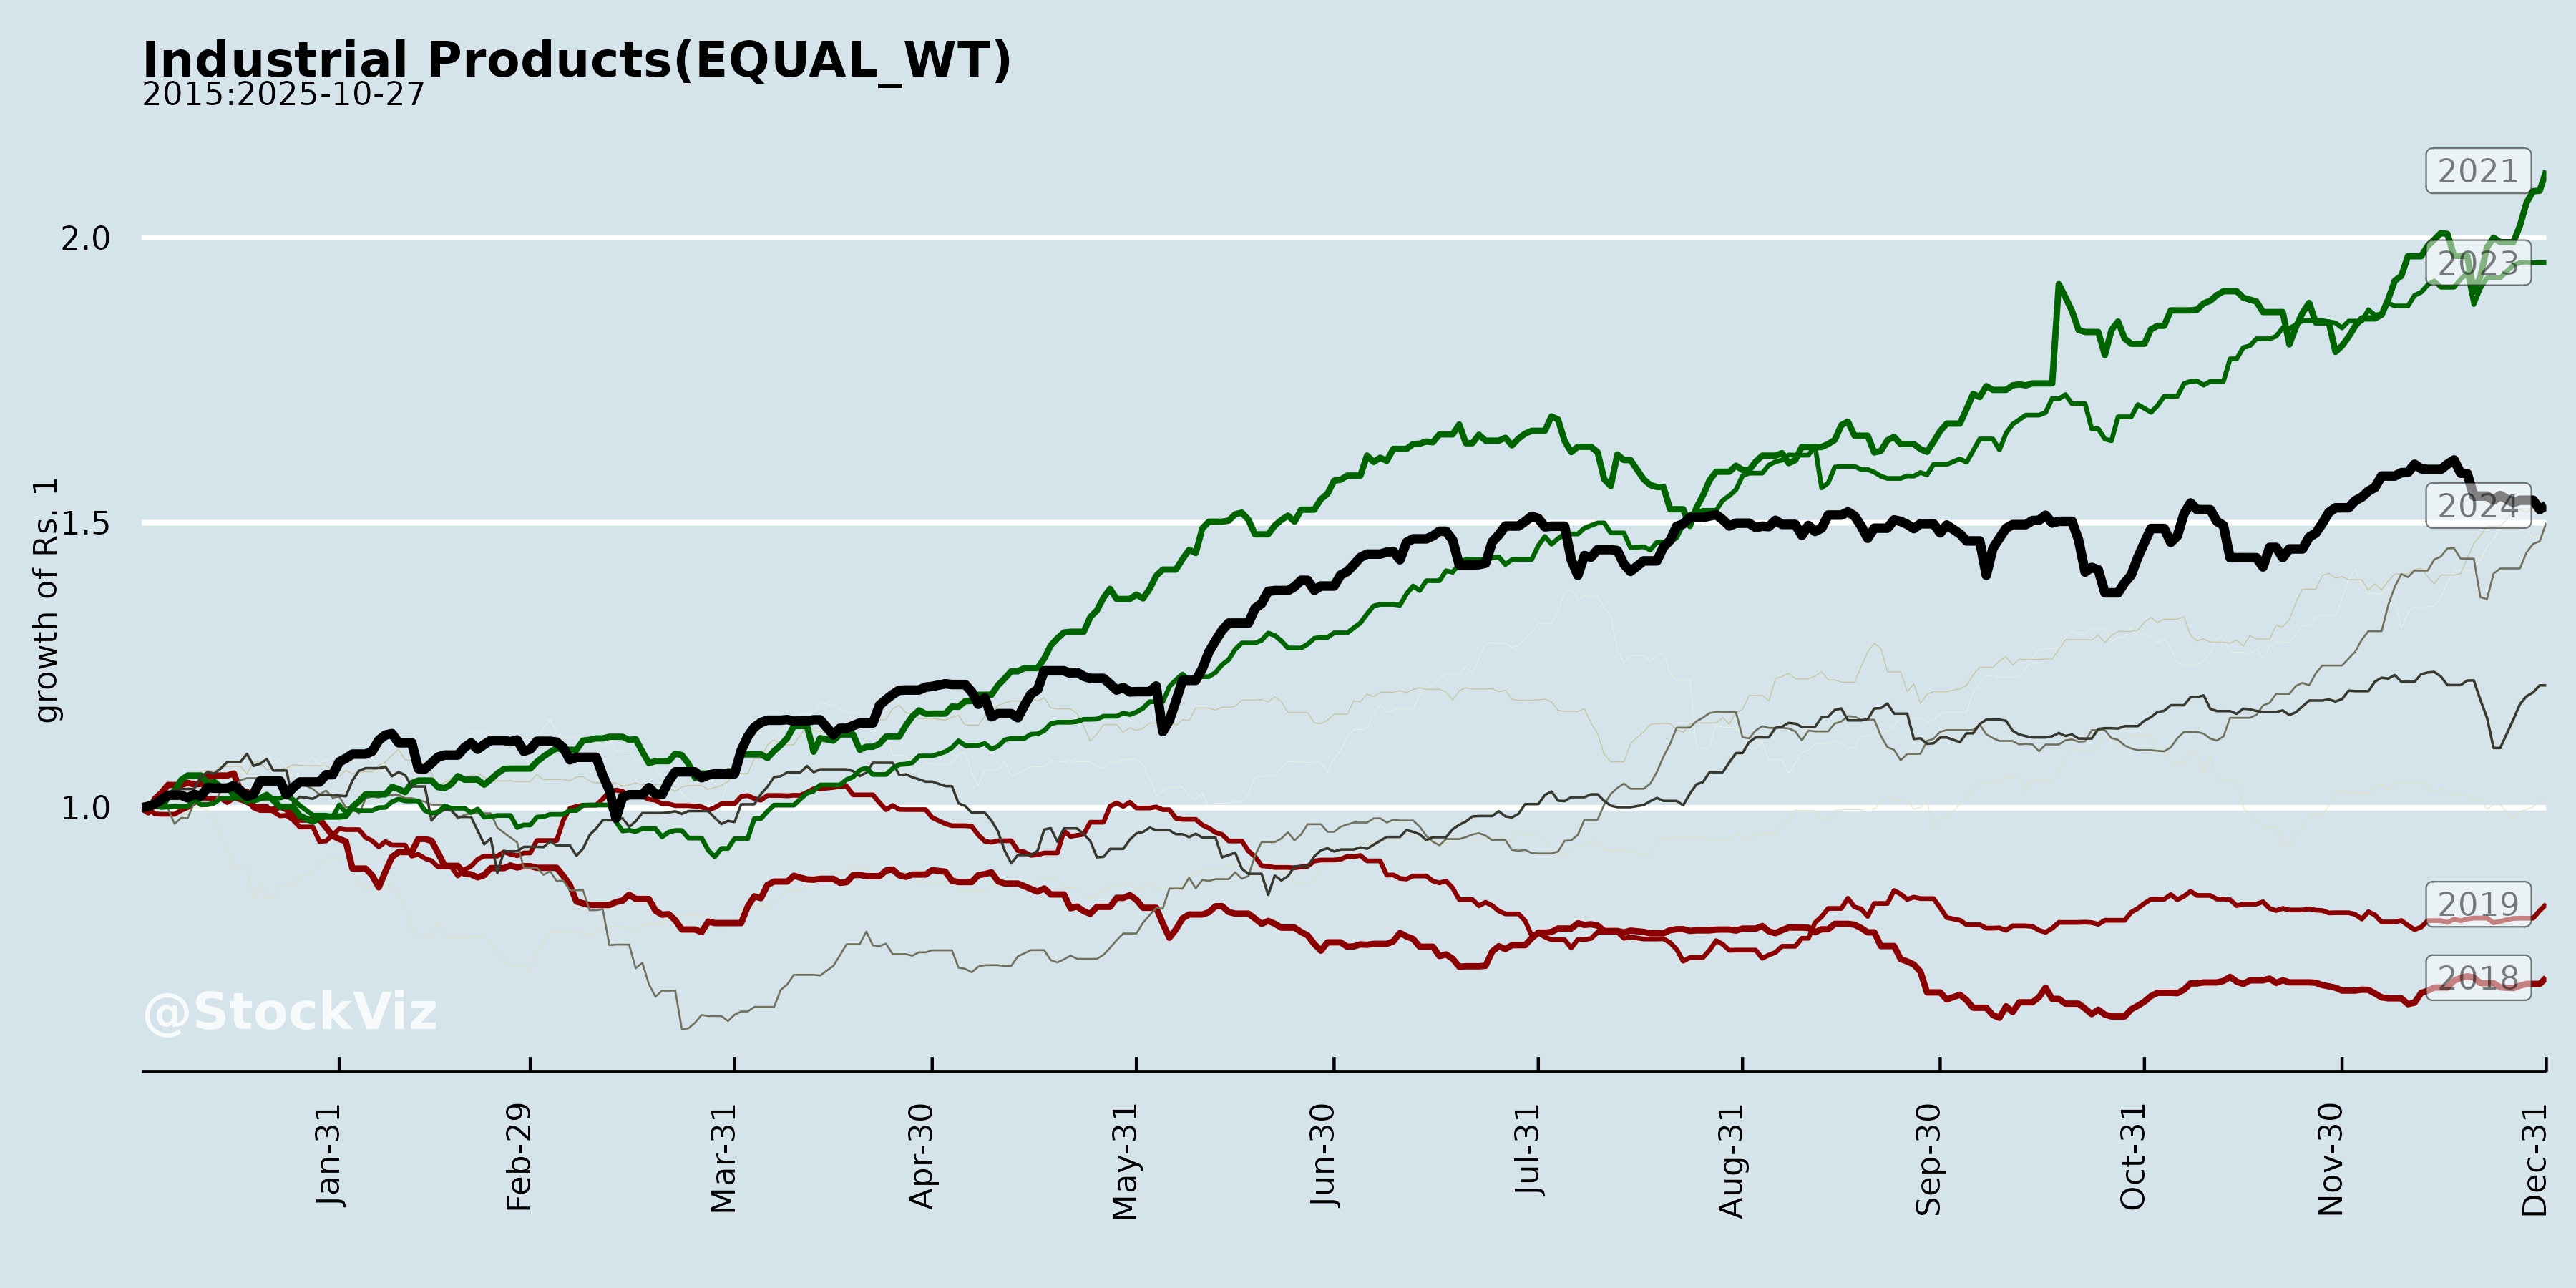 Industrial Products(EQUAL_WT)
2015:2025-10-27
growth of Rs. 1
2.0
1.5
1.0
2021
2023
2024
2019
2018
@StockViz
Jan-31
Feb-29
Mar-31
Apr-30
May-31
Jun-30
Jul-31
Aug-31
Sep-30
Oct-31
Nov-30
Dec-31